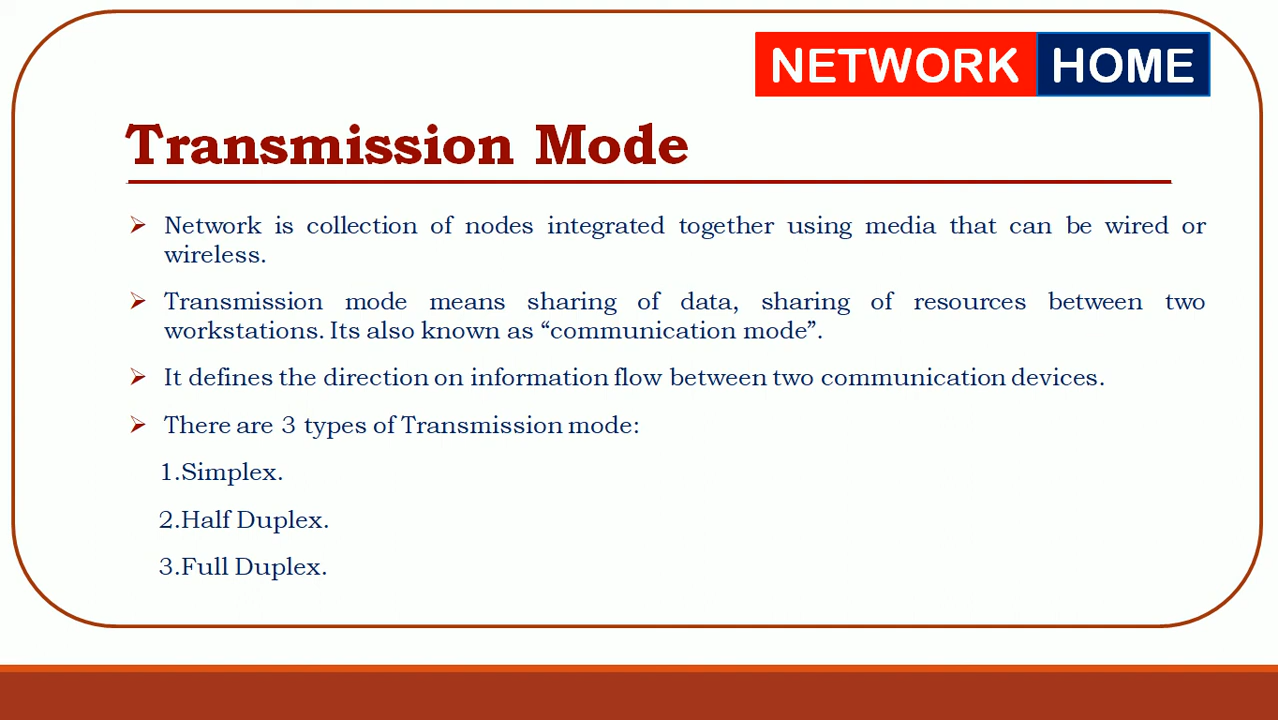 NETWORK HOME
Transmission Mode
➢ Network is collection of nodes integrated together using media that can be wired or
wireless.
➢ Transmission mode means sharing of data, sharing of resources between two
workstations. Its also known as “communication mode”.
➢ It defines the direction on information flow between two communication devices.
➢ There are 3 types of Transmission mode:
1.Simplex.
2.Half Duplex.
3.Full Duplex.